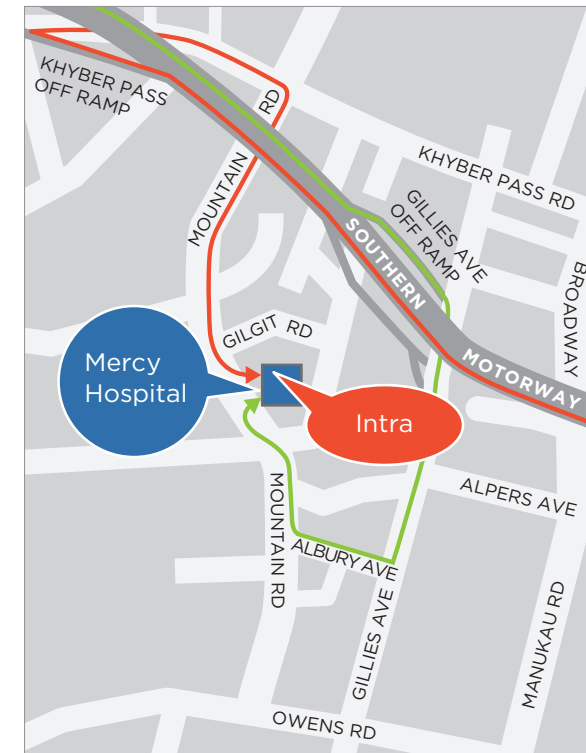 KHYBER PASS
OFF RAMP
MOUNTAIN RD
KHYBER PASS RD
GILLIES AVE
OFF RAMP
SOUTHERN
MOTORWAY
BROADWAY
GILGIT RD
Mercy
Hospital
Intra
MOUNTAIN RD
ALBURY AVE
ALPERS AVE
GILLIES AVE
MANUKAU RD
OWENS RD